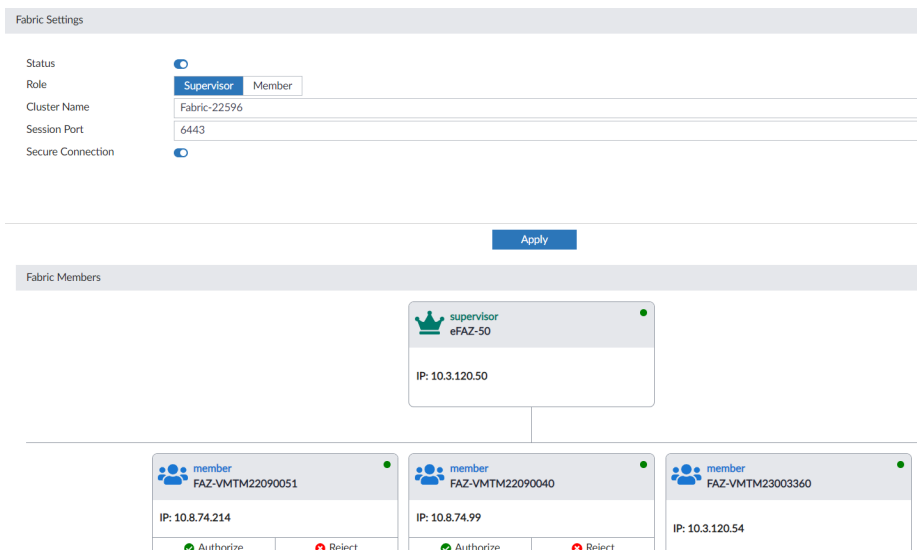 Fabric Settings
Status
Role Supervisor Member
Cluster Name Fabric-22596
Session Port 6443
Secure Connection
Apply
Fabric Members
supervisor
eFAZ-50
IP: 10.3.120.50
member
FAZ-VMTM22090051
IP: 10.8.74.214
Authorize Reject
member
FAZ-VMTM22090040
IP: 10.8.74.99
Authorize Reject
member
FAZ-VMTM23003360
IP: 10.3.120.54